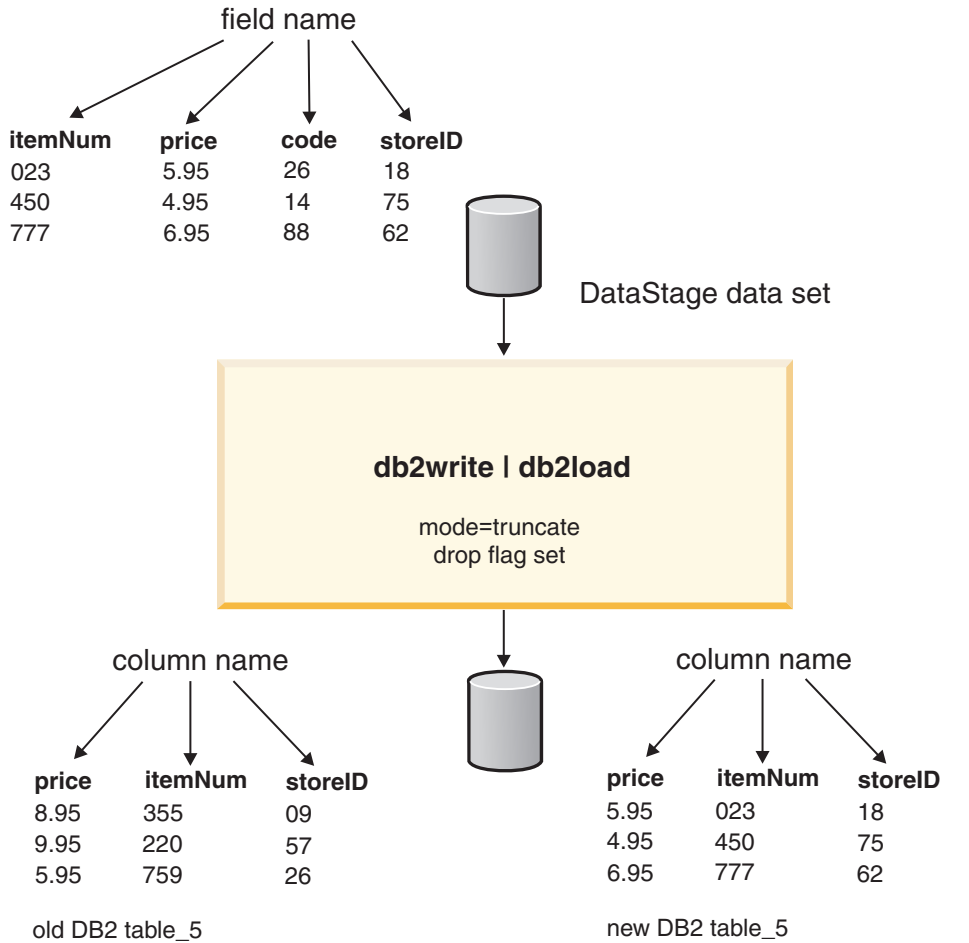 field name
itemNum price code storeID
023 5.95 26 18
450 4.95 14 75
777 6.95 88 62
DataStage data set
db2write | db2load
mode=truncate
drop flag set
column name
price itemNum storeID
8.95 355 09
9.95 220 57
5.95 759 26
old DB2 table_5
column name
price itemNum storeID
5.95 023 18
4.95 450 75
6.95 777 62
new DB2 table_5